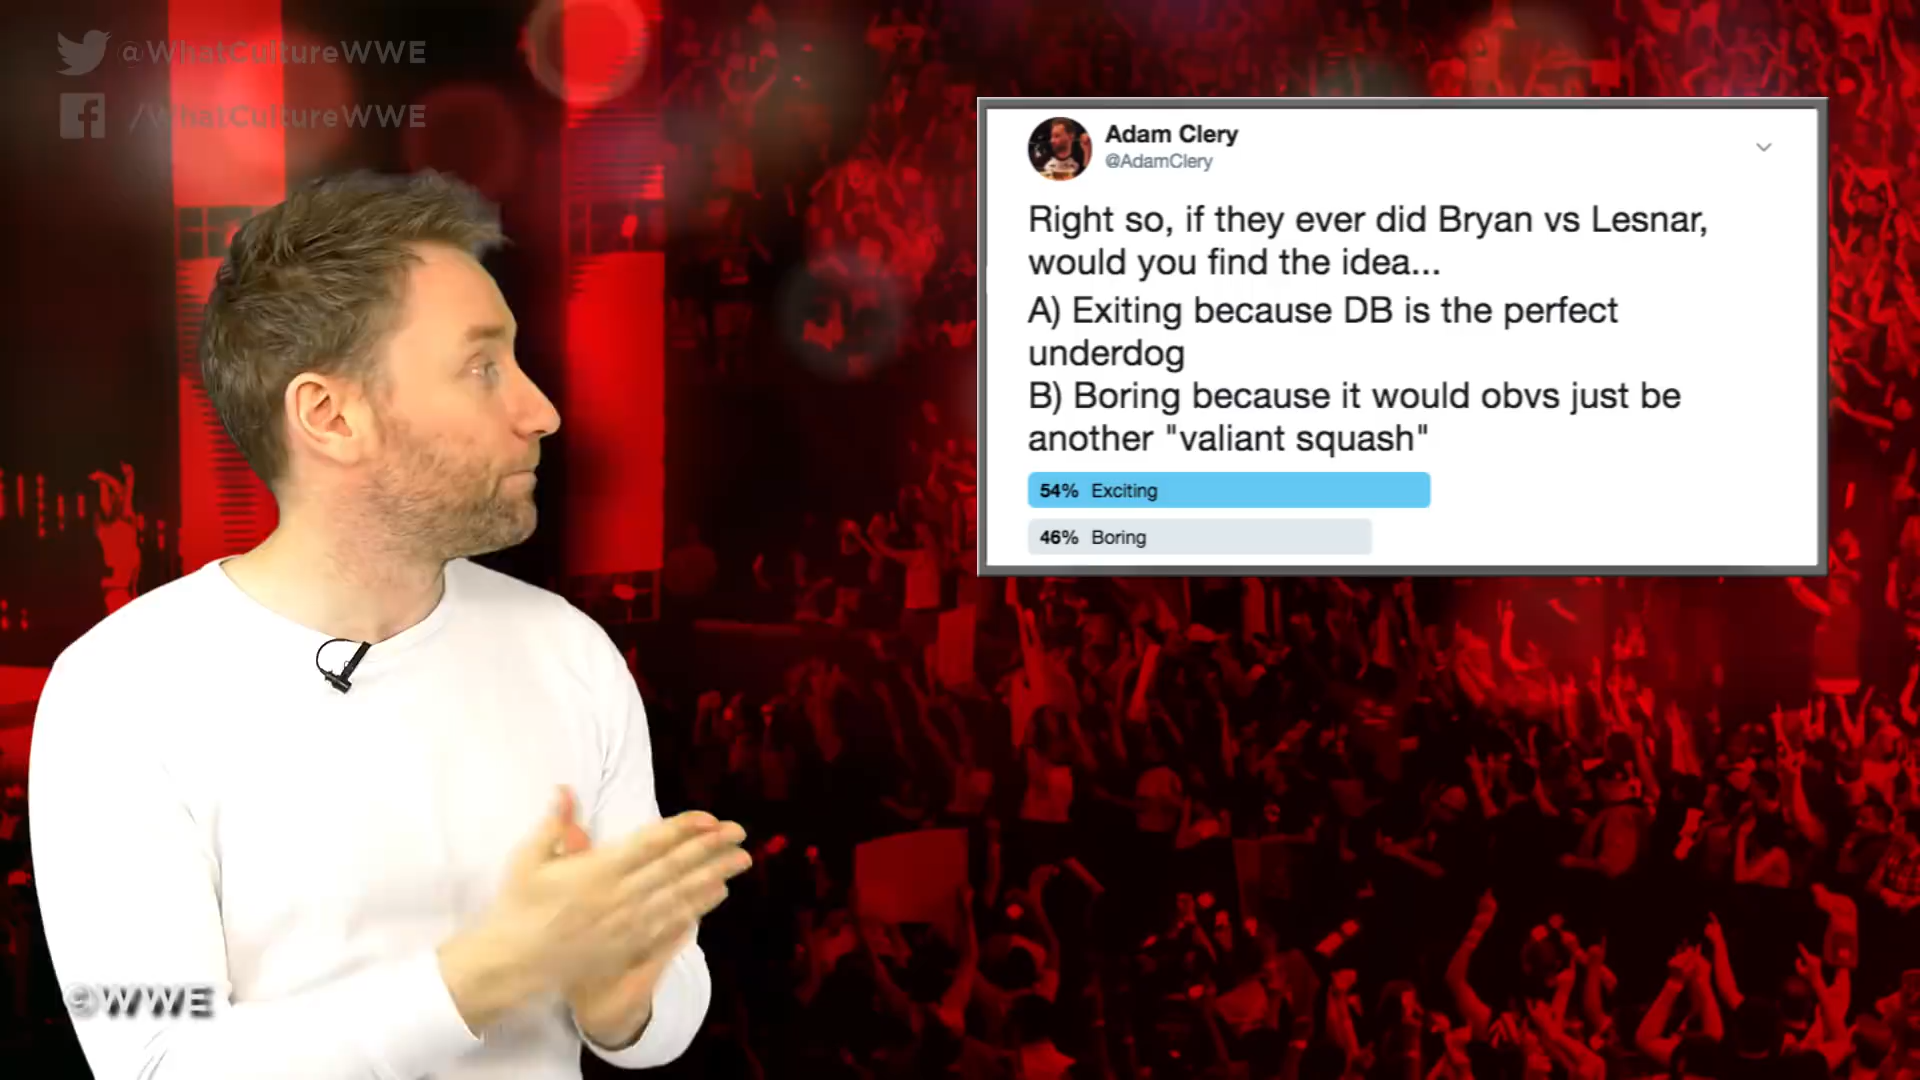 @WhatCultureWWE
/WhatCultureWWE
Adam Clery
@AdamClery
Right so, if they ever did Bryan vs Lesnar,
would you find the idea...
A) Exiting because DB is the perfect
underdog
B) Boring because it would obvs just be
another "valiant squash"
54% Exciting
46% Boring
©WWE